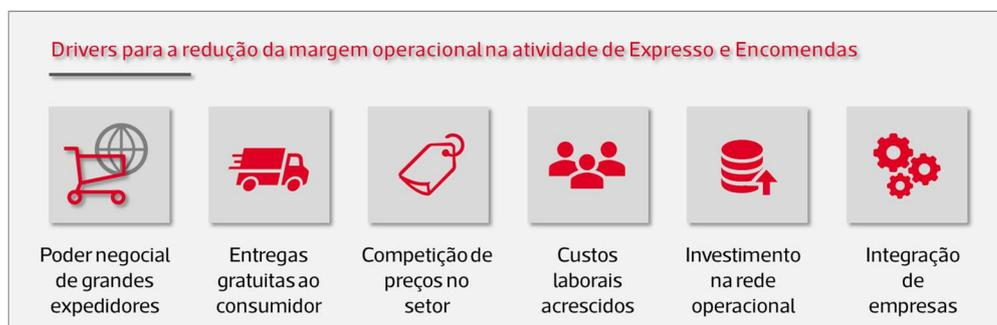 Drivers para a redução da margem operacional na atividade de Expresso e Encomendas
Poder negocial
de grandes
expedidores
Entregas
gratuitas ao
consumidor
Competição de
preços no
setor
Custos
laborais
acrescidos
Investimento
na rede
operacional
Integração
de
empresas